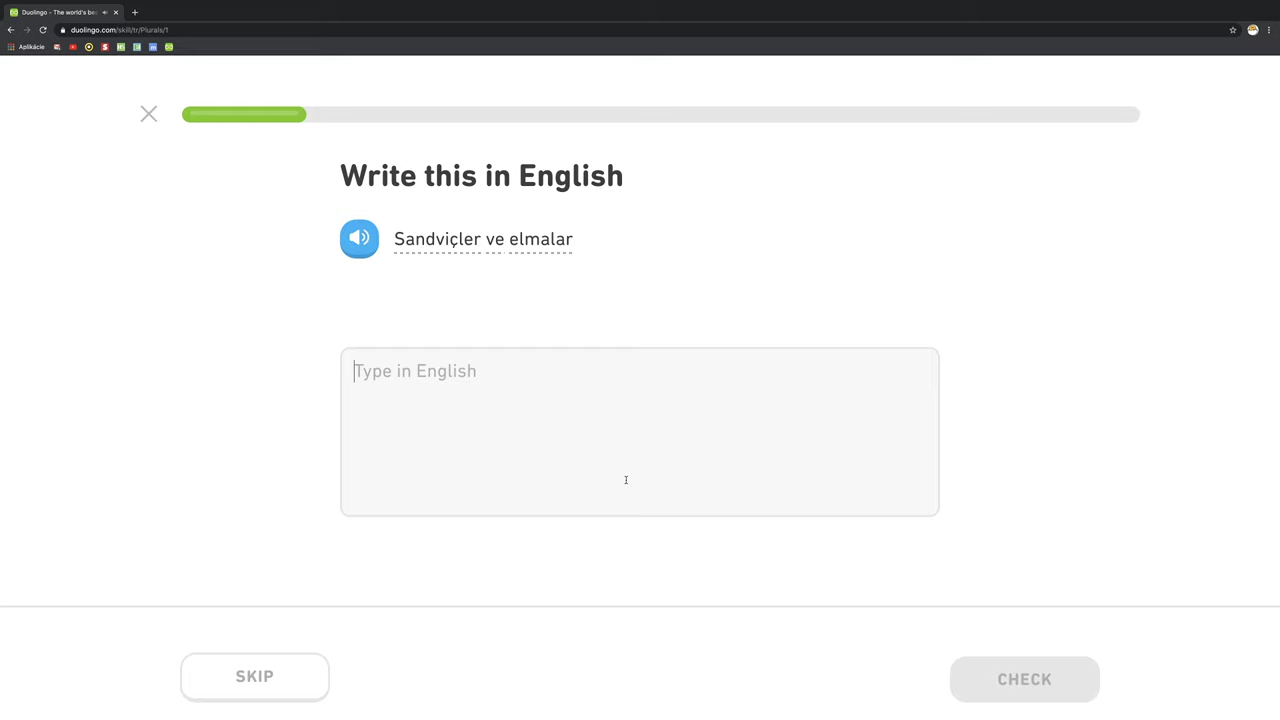 Duolingo - The world's bes
duolingo.com/skill/tr/Plurals/1
Aplikácie
Write this in English
Sandviçler ve elmalar
Type in English
SKIP
CHECK